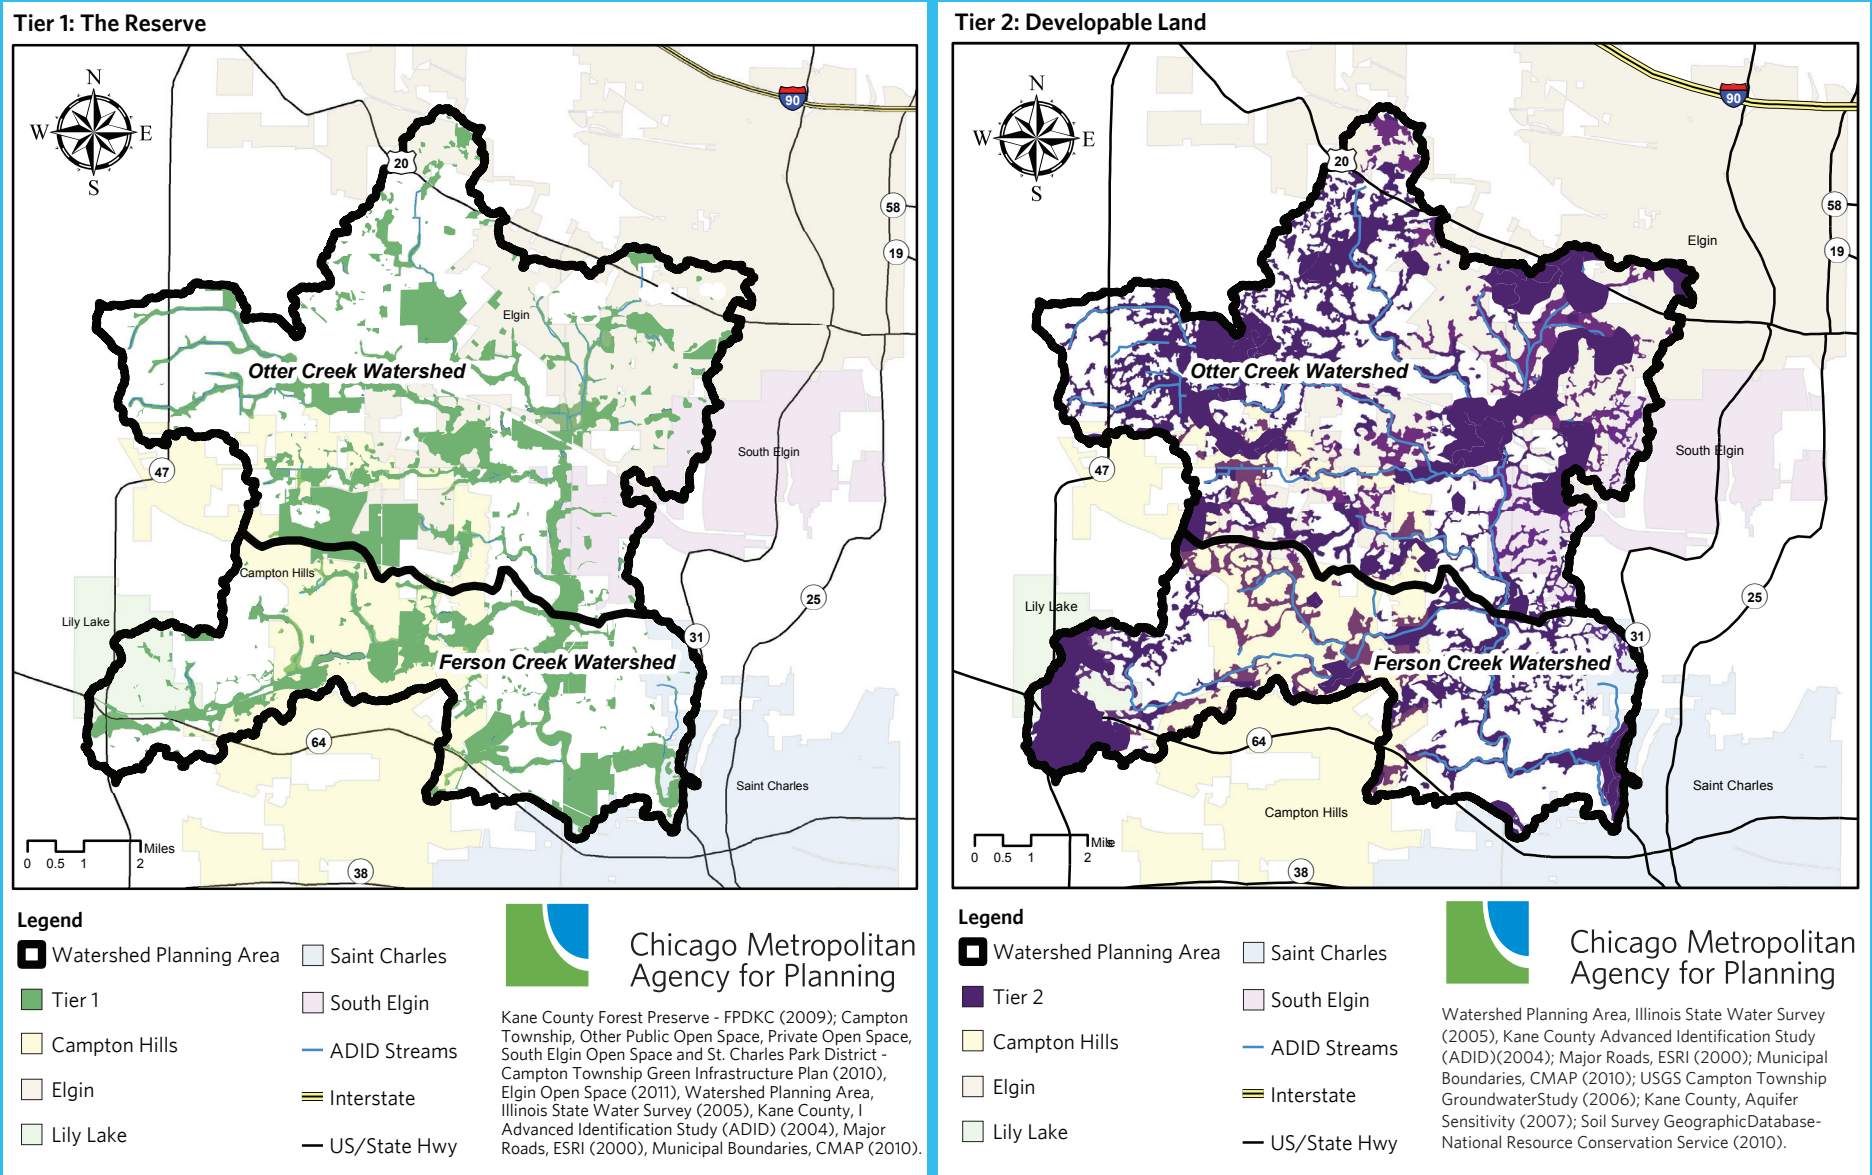 Tier 1: The Reserve
N
W
E
S
90
20
58
19
Elgin
Otter Creek Watershed
South Elgin
47
Campton Hills
25
Lily Lake
31
Ferson Creek Watershed
64
Saint Charles
0 0.5 1 2 Miles
38
Legend
Watershed Planning Area
Tier 1
Campton Hills
Elgin
Lily Lake
Saint Charles
South Elgin
ADID Streams
Interstate
US/State Hwy
Chicago Metropolitan
Agency for Planning
Kane County Forest Preserve - FPDKC (2009); Campton
Township, Other Public Open Space, Private Open Space,
South Elgin Open Space and St. Charles Park District -
Campton Township Green Infrastructure Plan (2010),
Elgin Open Space (2011), Watershed Planning Area,
Illinois State Water Survey (2005), Kane County, I
Advanced Identification Study (ADID) (2004), Major
Roads, ESRI (2000), Municipal Boundaries, CMAP (2010).
Tier 2: Developable Land
N
W
E
S
90
20
58
Elgin
19
Otter Creek Watershed
South Elgin
47
25
Lily Lake
31
Ferson Creek Watershed
64
Saint Charles
Campton Hills
0 0.5 1 2
38
Legend
Watershed Planning Area
Tier 2
Campton Hills
Elgin
Lily Lake
Saint Charles
South Elgin
ADID Streams
Interstate
US/State Hwy
Chicago Metropolitan
Agency for Planning
Watershed Planning Area, Illinois State Water Survey
(2005), Kane County Advanced Identification Study
(ADID)(2004); Major Roads, ESRI (2000); Municipal
Boundaries, CMAP (2010); USGS Campton Township
GroundwaterStudy (2006); Kane County, Aquifer
Sensitivity (2007); Soil Survey GeographicDatabase-
National Resource Conservation Service (2010).